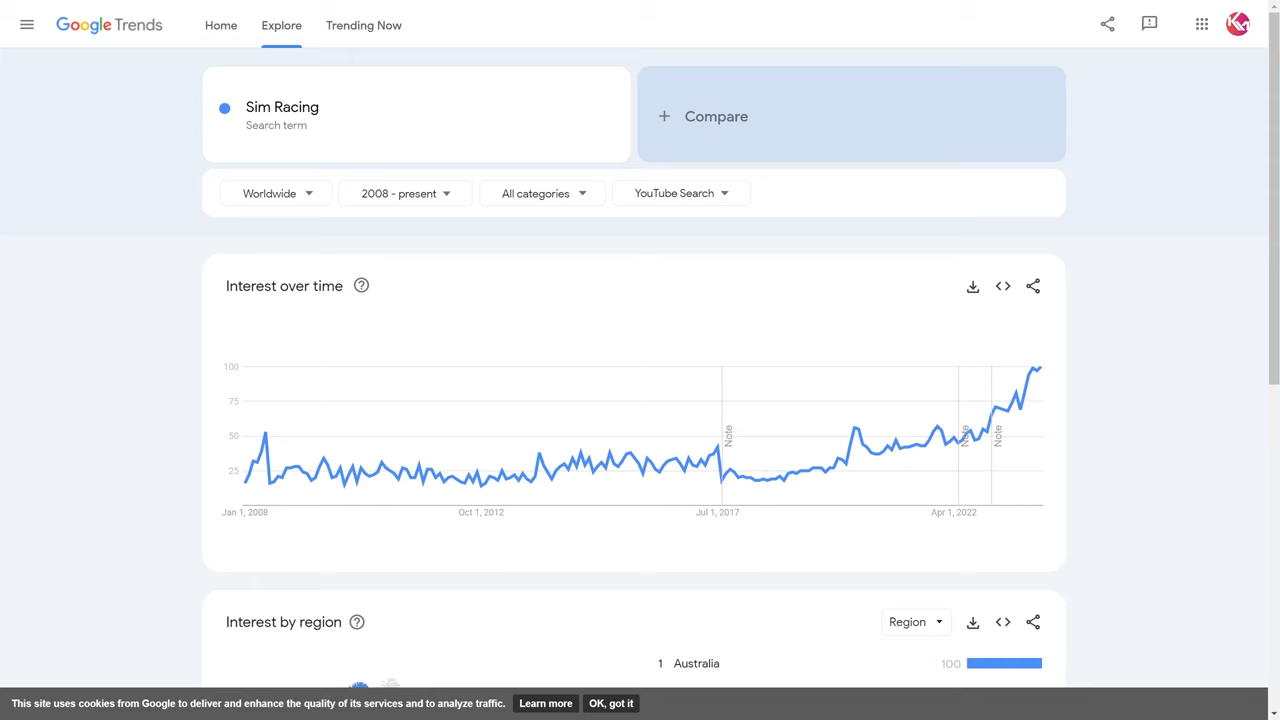 Google Trends Home Explore Trending Now
Sim Racing
Search term
+ Compare
Worldwide 2008 - present All categories YouTube Search
Interest over time
100
75
50
25
Note
Note
Note
Jan 1, 2008 Oct 1, 2012 Jul 1, 2017 Apr 1, 2022
Interest by region Region
1 Australia 100
This site uses cookies from Google to deliver and enhance the quality of its services and to analyze traffic. Learn more OK, got it